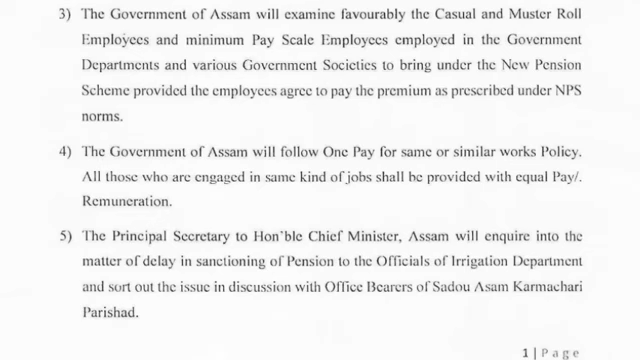 3) The Government of Assam will examine favourably the Casual and Muster Roll
Employees and minimum Pay Scale Employees employed in the Government
Departments and various Government Societies to bring under the New Pension
Scheme provided the employees agree to pay the premium as prescribed under NPS
norms.
4) The Government of Assam will follow One Pay for same or similar works Policy.
All those who are engaged in same kind of jobs shall be provided with equal Pay/.
Remuneration.
5) The Principal Secretary to Hon'ble Chief Minister, Assam will enquire into the
matter of delay in sanctioning of Pension to the Officials of Irrigation Department
and sort out the issue in discussion with Office Bearers of Sadou Asam Karmachari
Parishad.
1 | Page